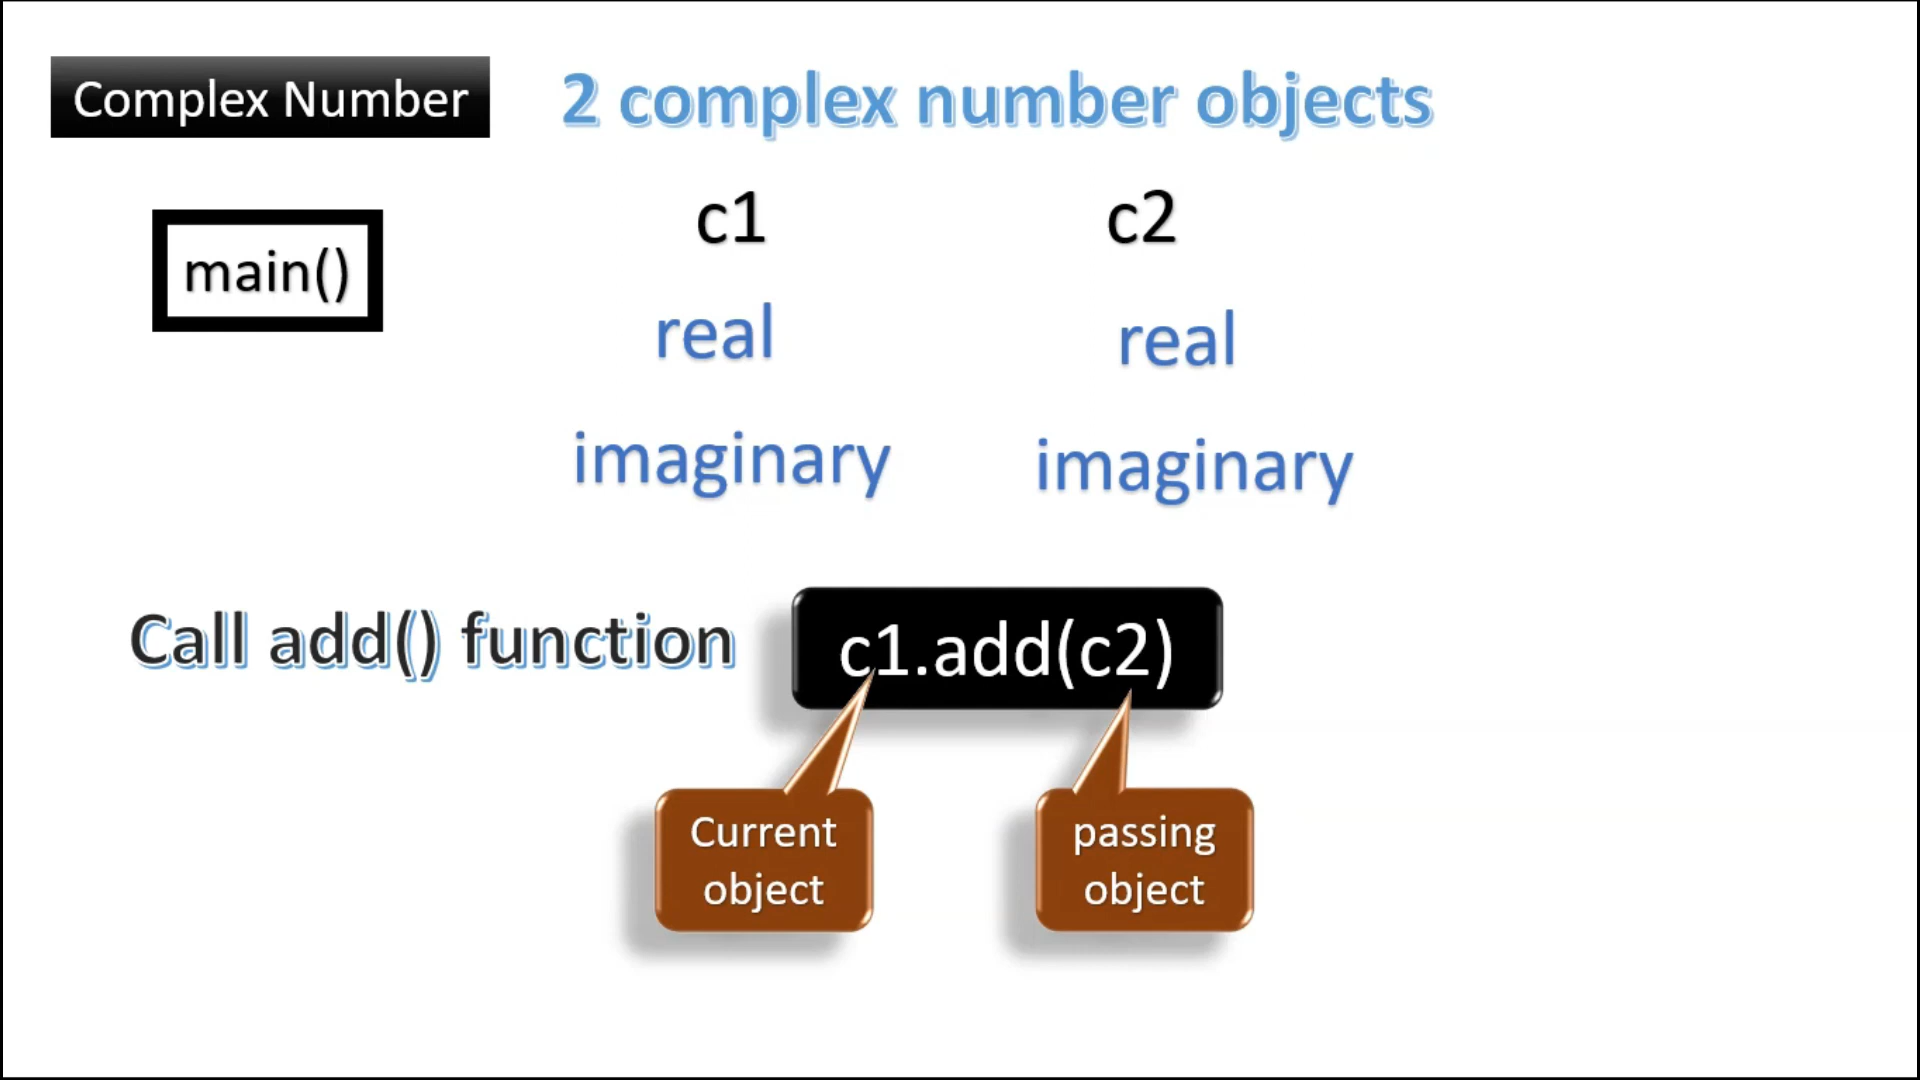 Complex Number
2 complex number objects
main()
c1
c2
real
real
imaginary
imaginary
Call add() function
c1.add(c2)
Current
object
passing
object